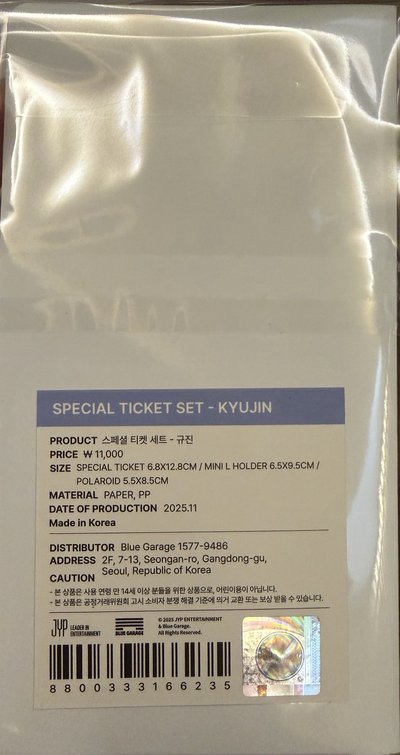 SPECIAL TICKET SET - KYUJIN
PRODUCT 스페셜 티켓 세트 - 규진
PRICE ₩ 11,000
SIZE SPECIAL TICKET 6.8X12.8CM / MINI L HOLDER 6.5X9.5CM /
POLAROID 5.5X8.5CM
MATERIAL PAPER, PP
DATE OF PRODUCTION 2025.11
Made in Korea
DISTRIBUTOR Blue Garage 1577-9486
ADDRESS 2F, 7-13, Seongan-ro, Gangdong-gu,
Seoul, Republic of Korea
CAUTION
- 본 상품은 사용 연령 만 14세 이상 분들을 위한 상품으로, 어린이용이 아닙니다.
- 본 상품은 공정거래위원회 고시 소비자 분쟁 해결 기준에 의거 교환 또는 보상 받을 수 있습니다.
JYP LEADER IN
ENTERTAINMENT
BLUE GARAGE
© 2025 JYP ENTERTAINMENT
& Blue Garage.
All Rights Reserved.
8800333166235